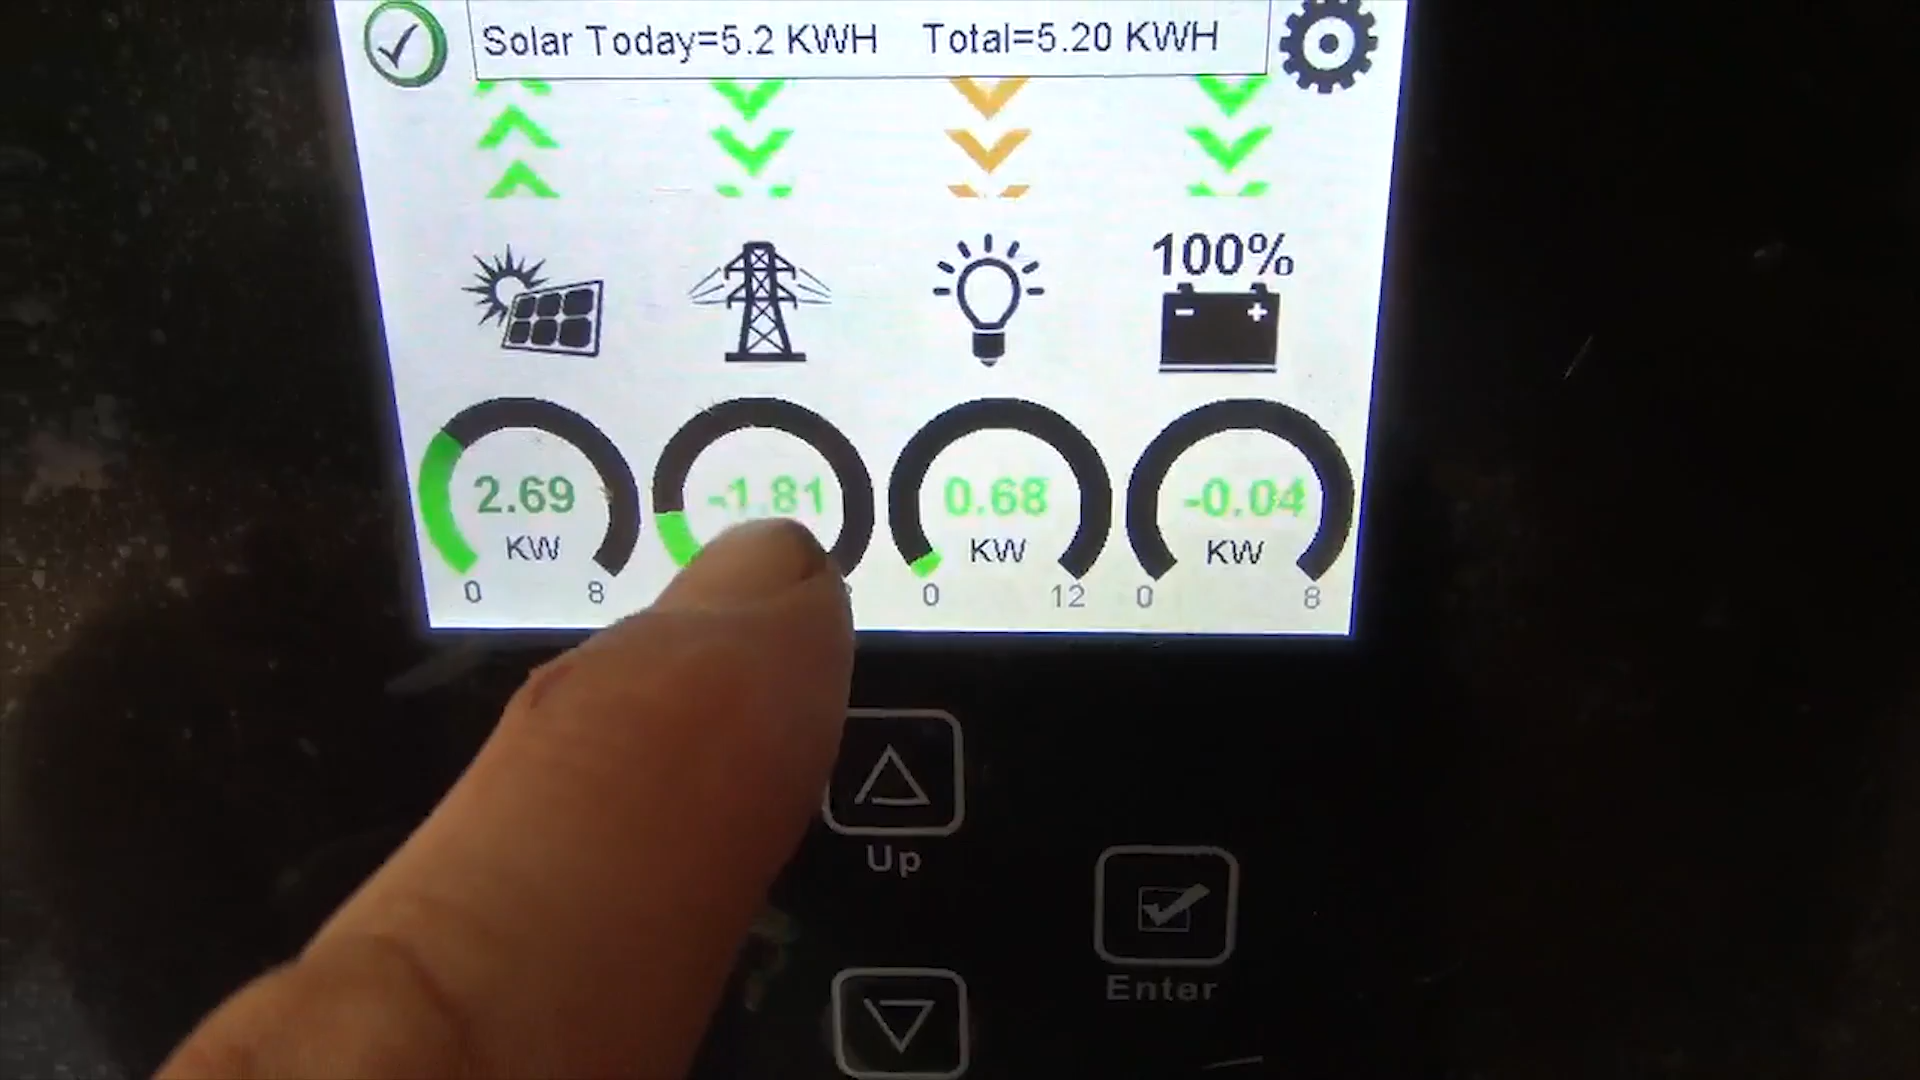 Solar Today=5.2 KWH Total=5.20 KWH
100%
2.69 -1.81 0.68 -0.04
KW KW KW
0 8 0 12 0 8
Up
Enter